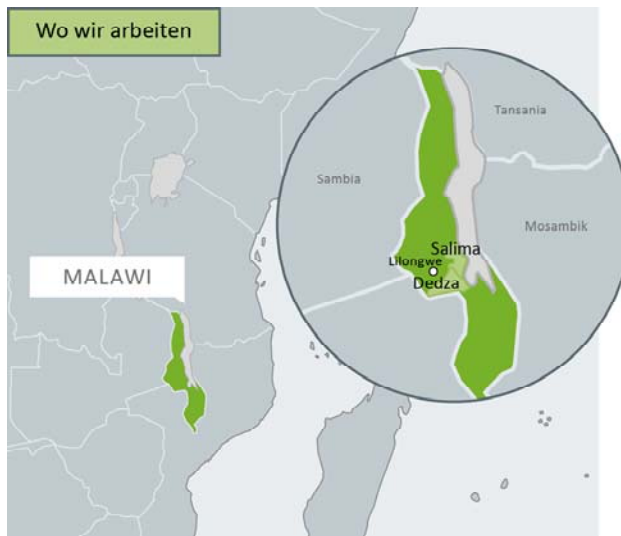 Wo wir arbeiten
Tansania
Sambia
Mosambik
Salima
Lilongwe
Dedza
MALAWI